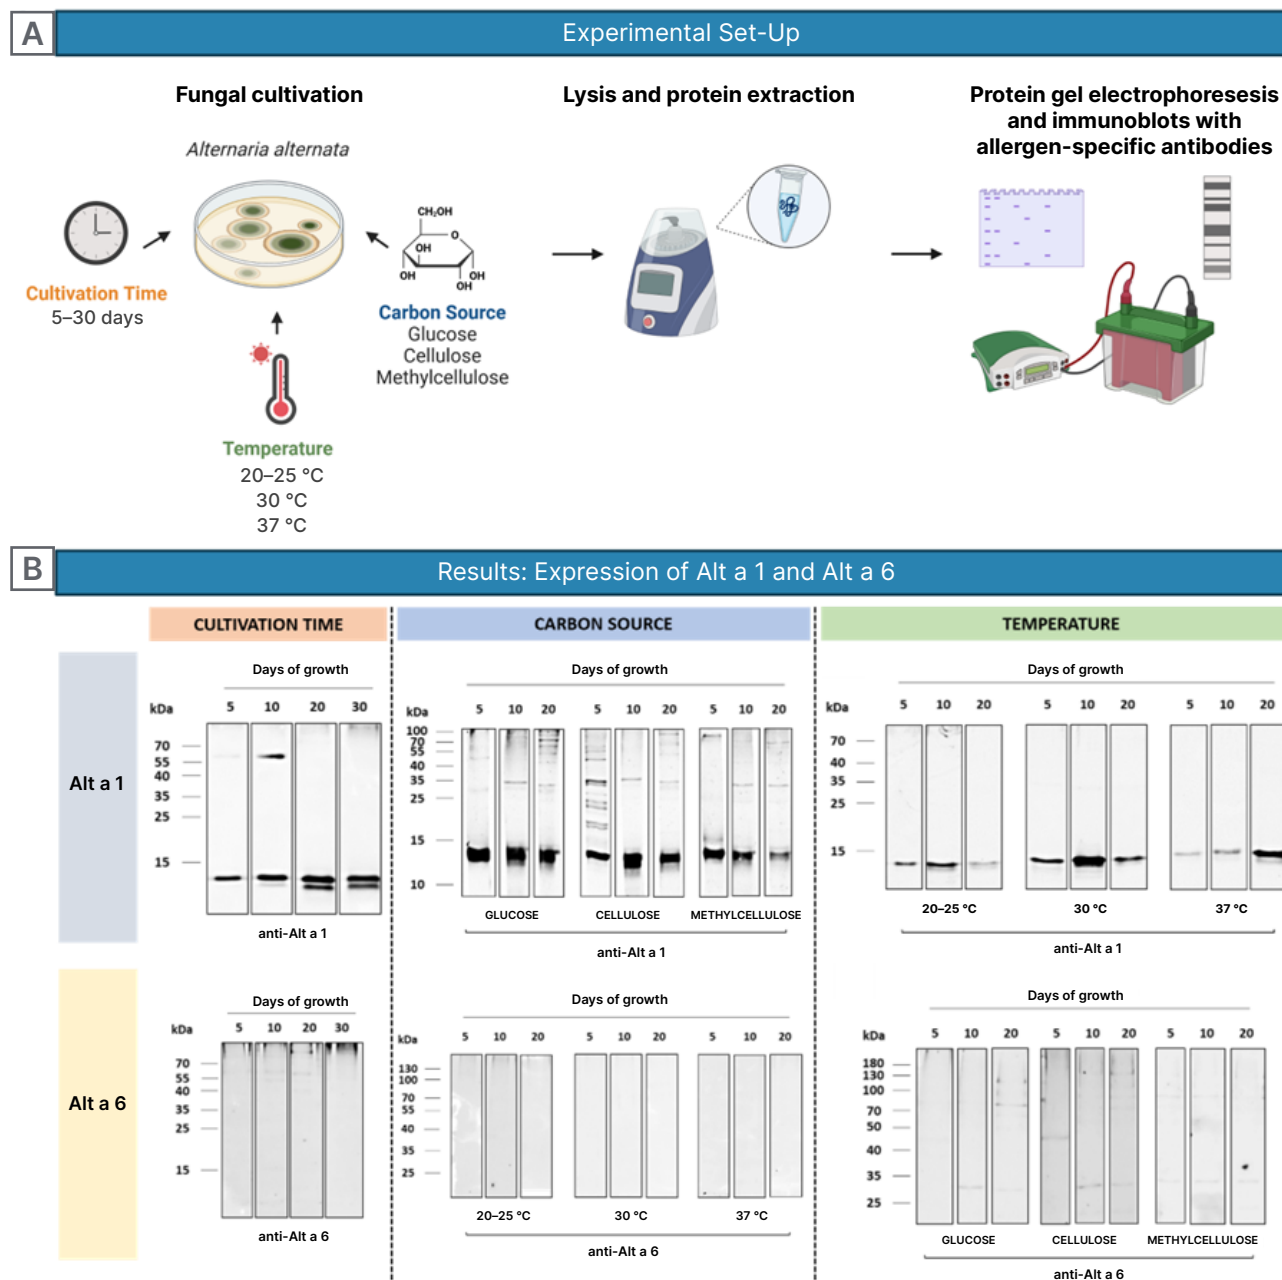 A
Experimental Set-Up
Fungal cultivation
Lysis and protein extraction
Protein gel electrophoresesis
and immunoblots with
allergen-specific antibodies
Alternaria alternata
CH₂OH
O
OH
OH
OH
OH
Cultivation Time
5–30 days
Carbon Source
Glucose
Cellulose
Methylcellulose
Temperature
20–25 °C
30 °C
37 °C
B
Results: Expression of Alt a 1 and Alt a 6
CULTIVATION TIME
CARBON SOURCE
TEMPERATURE
Alt a 1
Days of growth
kDa
5 10 20 30
70
55
40
35
25
15
anti-Alt a 1
Days of growth
kDa
5 10 20 5 10 20 5 10 20
100
70
55
40
35
25
15
10
GLUCOSE CELLULOSE METHYLCELLULOSE
anti-Alt a 1
Days of growth
kDa
5 10 20 5 10 20 5 10 20
70
40
35
25
15
20–25 °C 30 °C 37 °C
anti-Alt a 1
Alt a 6
Days of growth
kDa
5 10 20 30
70
55
40
35
25
15
anti-Alt a 6
Days of growth
kDa
5 10 20 5 10 20 5 10 20
130
100
70
55
40
35
25
20–25 °C 30 °C 37 °C
anti-Alt a 6
Days of growth
kDa
5 10 20 5 10 20 5 10 20
180
130
100
70
50
40
35
25
GLUCOSE CELLULOSE METHYLCELLULOSE
anti-Alt a 6